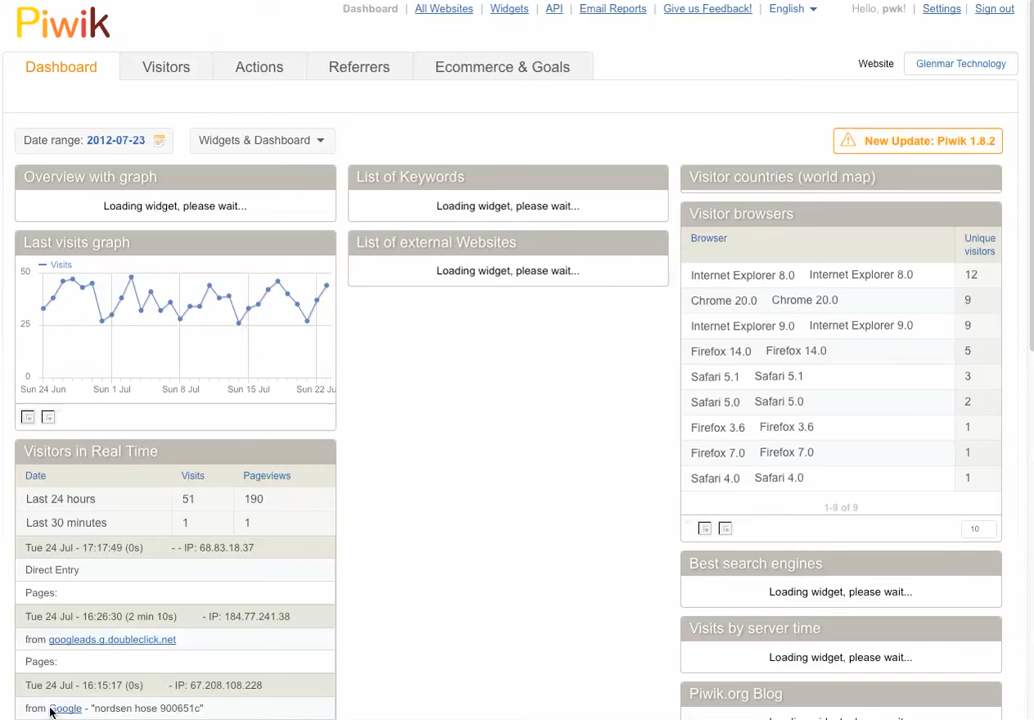 Piwik
Dashboard | All Websites | Widgets | API | Email Reports | Give us Feedback! | English | Hello, pwk! | Settings | Sign out
Dashboard Visitors Actions Referrers Ecommerce & Goals
Website Glenmar Technology
Date range: 2012-07-23 Widgets & Dashboard
New Update: Piwik 1.8.2
Overview with graph
Loading widget, please wait...
Last visits graph
Visits
50
25
0
Sun 24 Jun Sun 1 Jul Sun 8 Jul Sun 15 Jul Sun 22 Ju
Visitors in Real Time
Date Visits Pageviews
Last 24 hours 51 190
Last 30 minutes 1 1
Tue 24 Jul - 17:17:49 (0s) - - IP: 68.83.18.37
Direct Entry
Pages:
Tue 24 Jul - 16:26:30 (2 min 10s) - IP: 184.77.241.38
from googleads.g.doubleclick.net
Pages:
Tue 24 Jul - 16:15:17 (0s) - IP: 67.208.108.228
from Google - "nordsen hose 900651c"
List of Keywords
Loading widget, please wait...
List of external Websites
Loading widget, please wait...
Visitor countries (world map)
Visitor browsers
Browser Unique visitors
Internet Explorer 8.0 Internet Explorer 8.0 12
Chrome 20.0 Chrome 20.0 9
Internet Explorer 9.0 Internet Explorer 9.0 9
Firefox 14.0 Firefox 14.0 5
Safari 5.1 Safari 5.1 3
Safari 5.0 Safari 5.0 2
Firefox 3.6 Firefox 3.6 1
Firefox 7.0 Firefox 7.0 1
Safari 4.0 Safari 4.0 1
1-9 of 9
10
Best search engines
Loading widget, please wait...
Visits by server time
Loading widget, please wait...
Piwik.org Blog